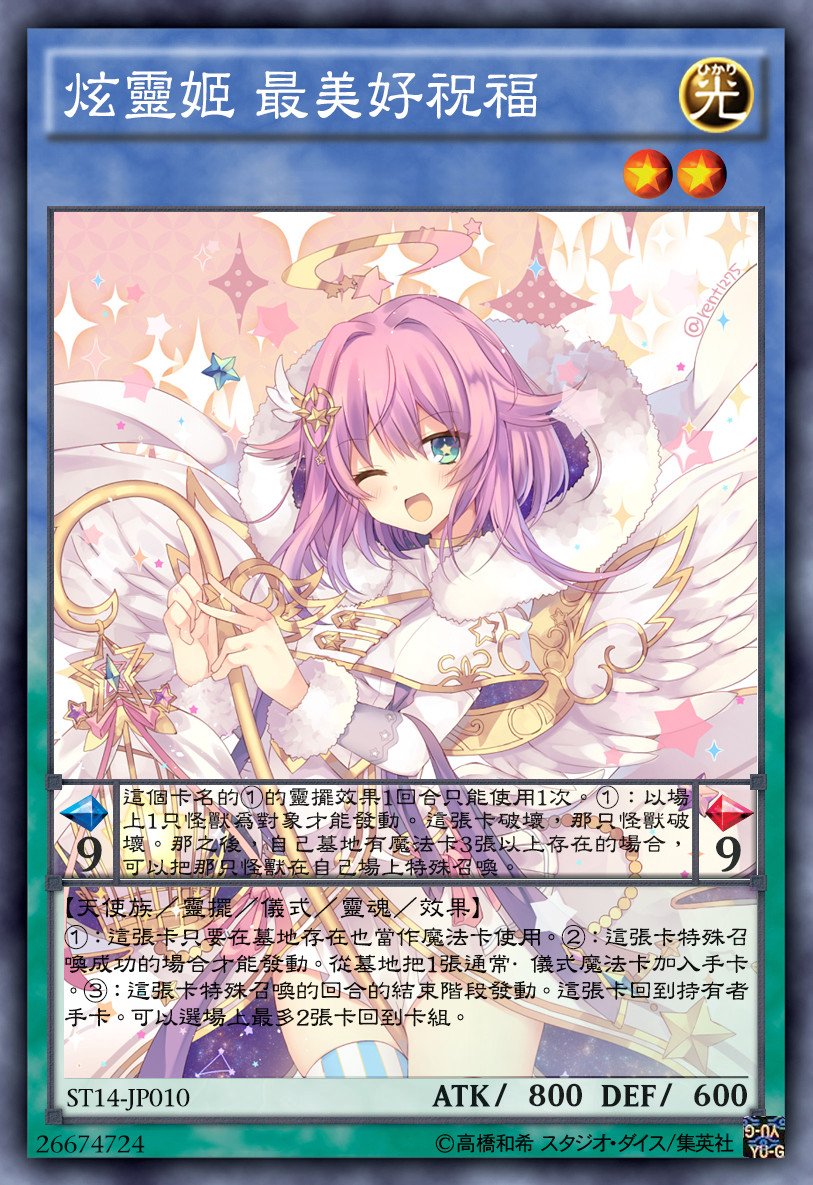 炫靈姬 最美好祝福
ひかり
光
@rent1275
這個卡名的①的靈擺效果1回合只能使用1次。①：以場
上1只怪獸爲對象才能發動。這張卡破壞，那只怪獸破
壞。那之後，自己墓地有魔法卡3張以上存在的場合，
可以把那只怪獸在自己場上特殊召喚。
9
9
【天使族／靈擺／儀式／靈魂／效果】
①：這張卡只要在墓地存在也當作魔法卡使用。②：這張卡特殊召
喚成功的場合才能發動。從墓地把1張通常· 儀式魔法卡加入手卡
。③：這張卡特殊召喚的回合的結束階段發動。這張卡回到持有者
手卡。可以選場上最多2張卡回到卡組。
ST14-JP010
ATK/ 800 DEF/ 600
26674724
©高橋和希 スタジオ・ダイス/集英社
YU-G